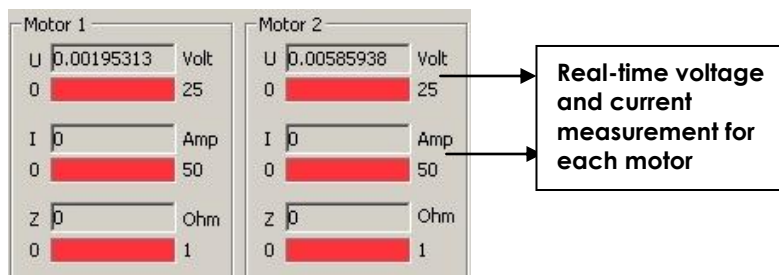 Motor 1
U 0.00195313 Volt
0 25
I 0 Amp
0 50
Z 0 Ohm
0 1
Motor 2
U 0.00585938 Volt
0 25
I 0 Amp
0 50
Z 0 Ohm
0 1
Real-time voltage
and current
measurement for
each motor